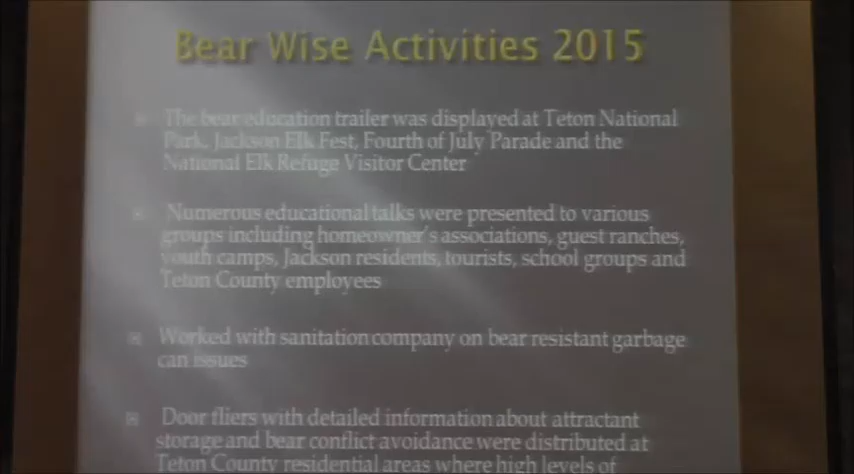 Bear Wise Activities 2015
The bear education trailer was displayed at Teton National
Park, Jackson Elk Fest, Fourth of July Parade and the
National Elk Refuge Visitor Center
Numerous educational talks were presented to various
groups including homeowner's associations, guest ranches,
youth camps, Jackson residents, tourists, school groups and
Teton County employees
Worked with sanitation company on bear resistant garbage
can issues
Door fliers with detailed information about attractant
storage and bear conflict avoidance were distributed at
Teton County residential areas where high levels of